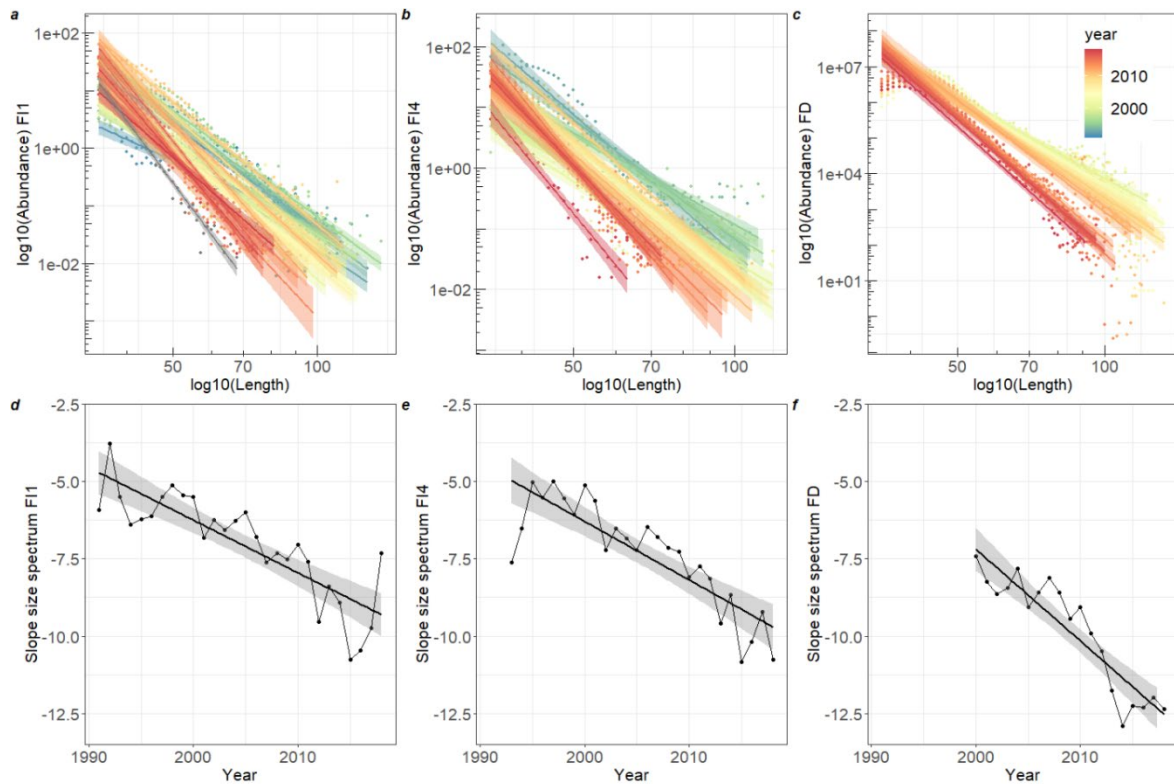 a
b
c
1e+02
1e+00
1e-02
log10(Abundance) FI1
50
70
100
log10(Length)
1e+02
1e+00
1e-02
log10(Abundance) FI4
50
70
100
log10(Length)
1e+07
1e+04
1e+01
log10(Abundance) FD
year
2010
2000
50
100
log10(Length)
d
e
f
-2.5
-5.0
-7.5
-10.0
-12.5
Slope size spectrum FI1
1990
2000
2010
Year
-2.5
-5.0
-7.5
-10.0
-12.5
Slope size spectrum FI4
1990
2000
2010
Year
-2.5
-5.0
-7.5
-10.0
-12.5
Slope size spectrum FD
1990
2000
2010
Year